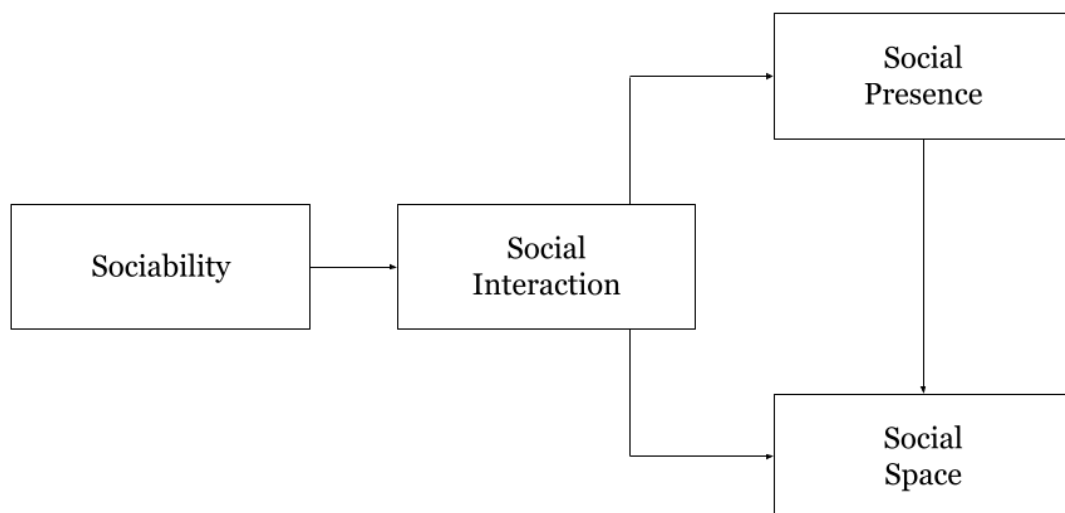 Social
Presence
Sociability
Social
Interaction
Social
Space